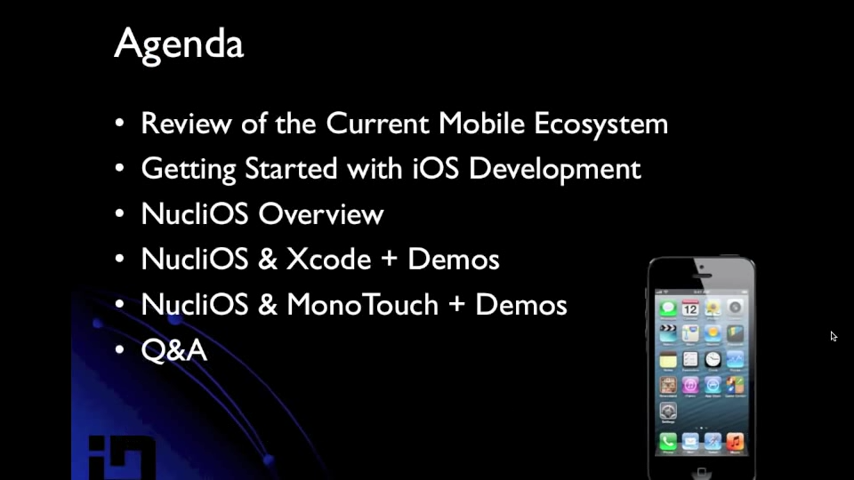 Agenda
• Review of the Current Mobile Ecosystem
• Getting Started with iOS Development
• NucliOS Overview
• NucliOS & Xcode + Demos
• NucliOS & MonoTouch + Demos
• Q&A